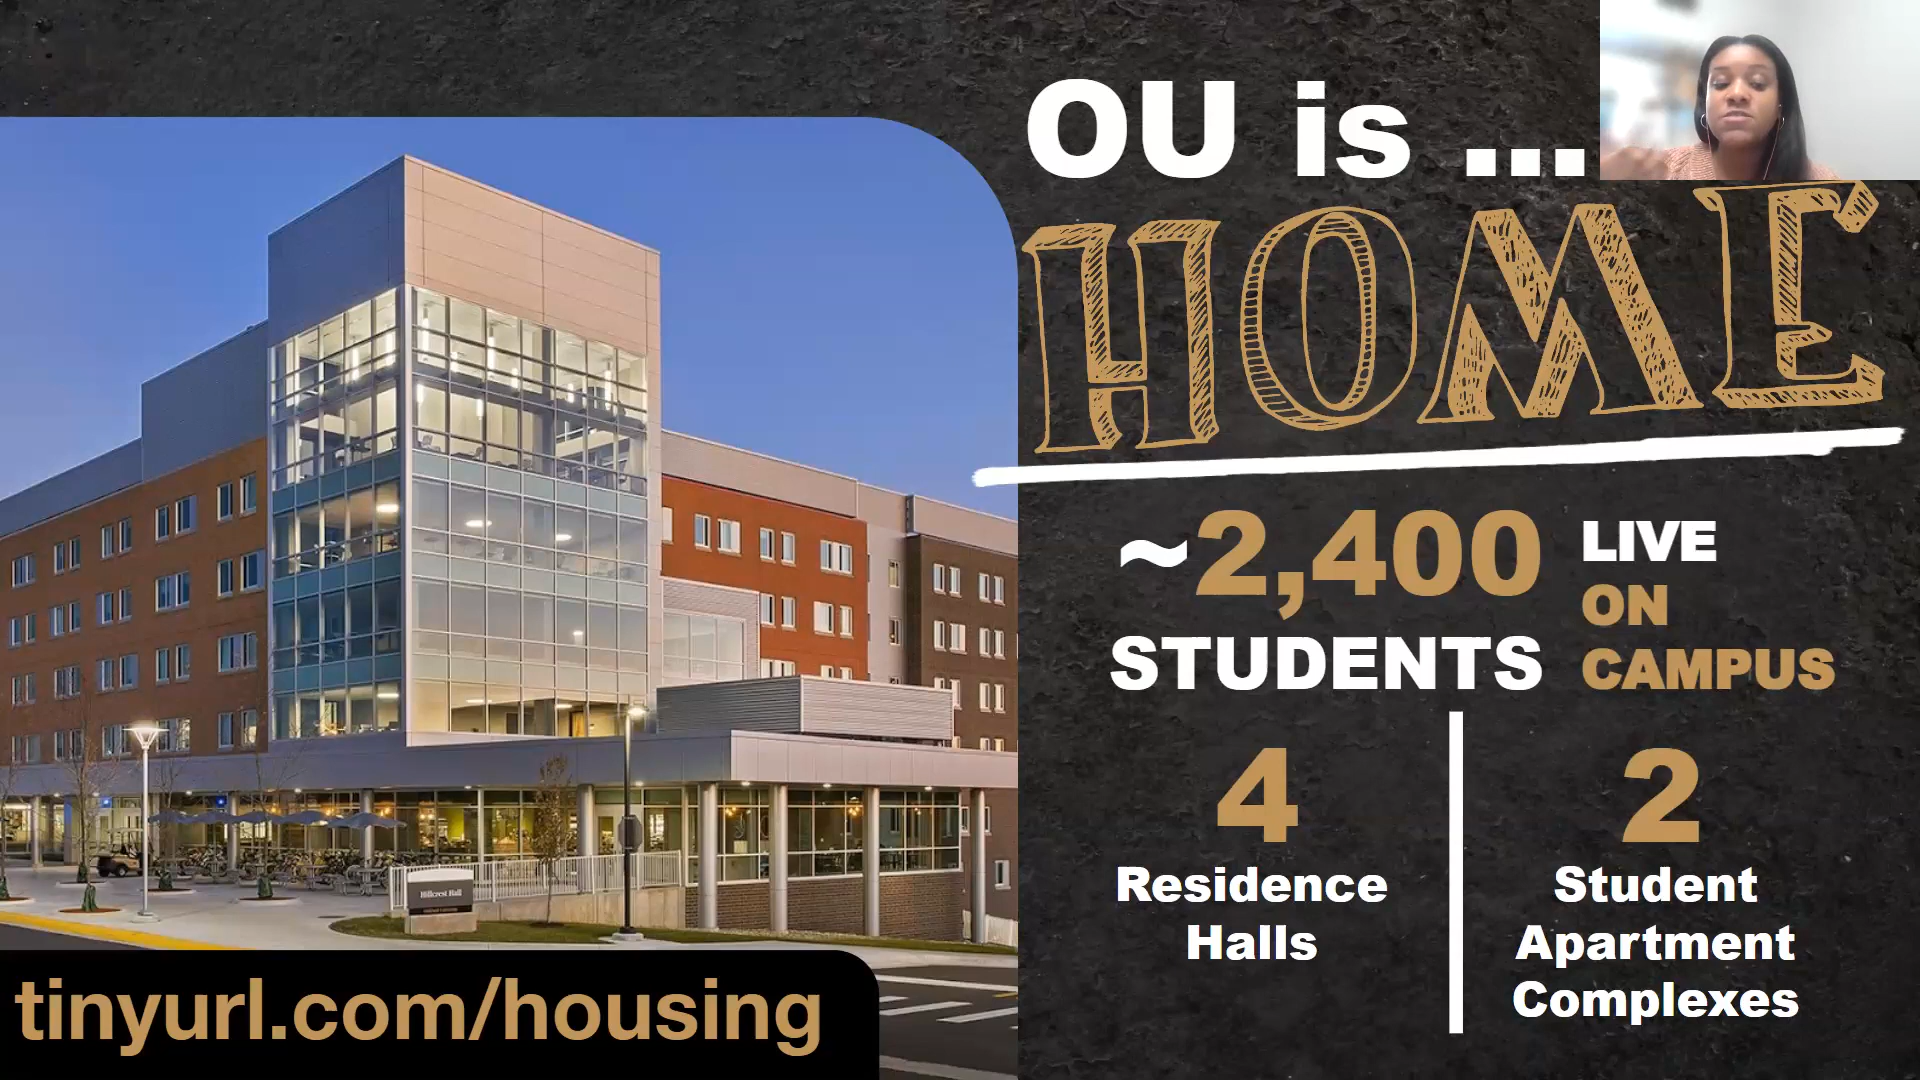 OU is ...
HOME
~2,400
STUDENTS
LIVE
ON
CAMPUS
4
Residence
Halls
2
Student
Apartment
Complexes
Hillcrest Hall
tinyurl.com/housing